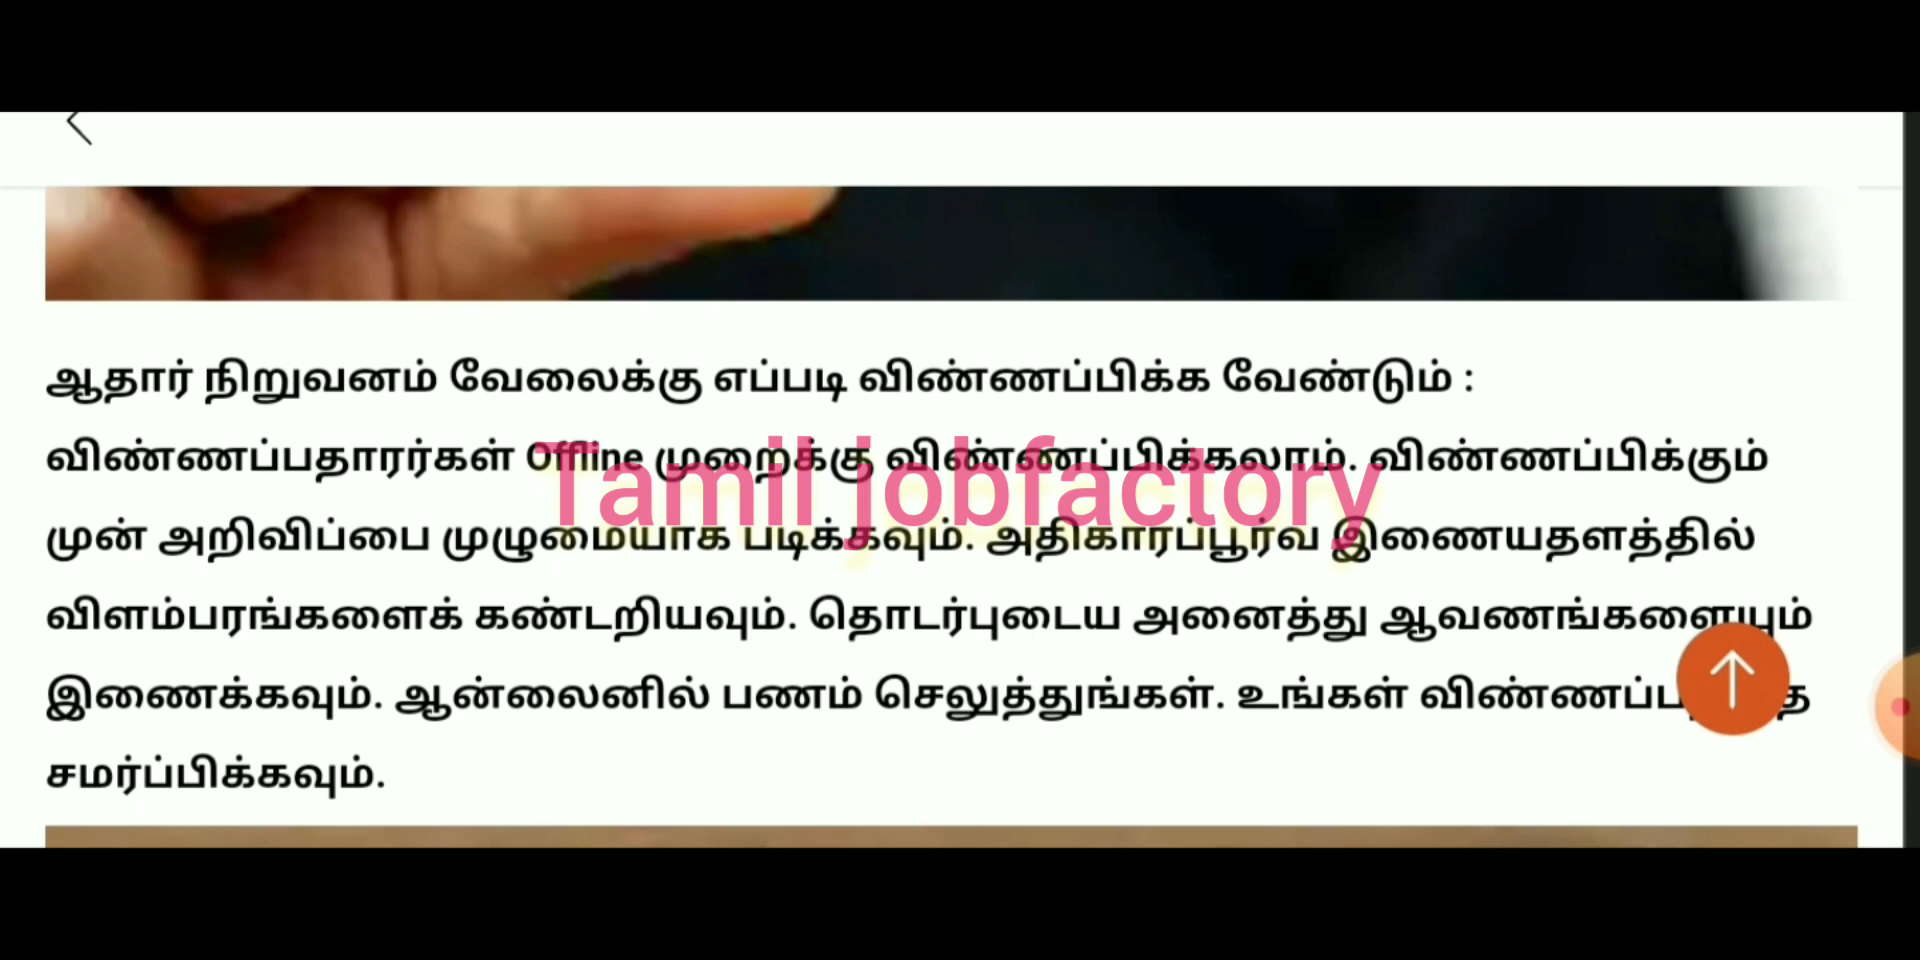 ஆதார் நிறுவனம் வேலைக்கு எப்படி விண்ணப்பிக்க வேண்டும் :
விண்ணப்பதாரர்கள் Offline முறைக்கு விண்ணப்பிக்கலாம். விண்ணப்பிக்கும்
Tamil jobfactory
முன் அறிவிப்பை முழுமையாக படிக்கவும். அதிகாரப்பூர்வ இணையதளத்தில்
விளம்பரங்களைக் கண்டறியவும். தொடர்புடைய அனைத்து ஆவணங்களையும்
இணைக்கவும். ஆன்லைனில் பணம் செலுத்துங்கள். உங்கள்
சமர்ப்பிக்கவும்.